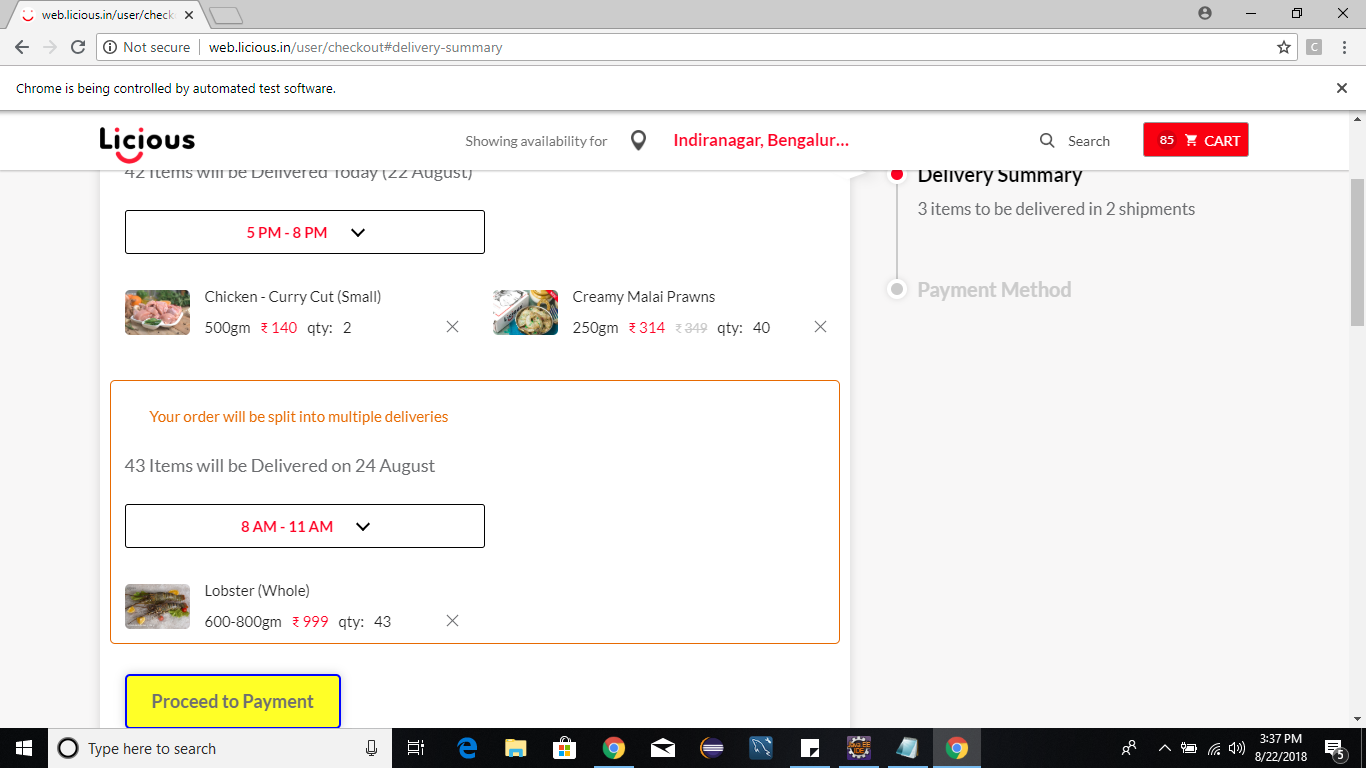 web.licious.in/user/check
Not secure
web.licious.in/user/checkout#delivery-summary
C
Chrome is being controlled by automated test software.
Licious
Showing availability for
Indiranagar, Bengalur...
Search
85 CART
42 Items will be Delivered Today (22 August)
5 PM - 8 PM
Chicken - Curry Cut (Small)
500gm ₹ 140 qty: 2
Creamy Malai Prawns
250gm ₹ 314 ₹ 349 qty: 40
Your order will be split into multiple deliveries
43 Items will be Delivered on 24 August
8 AM - 11 AM
Lobster (Whole)
600-800gm ₹ 999 qty: 43
Proceed to Payment
Delivery Summary
3 items to be delivered in 2 shipments
Payment Method
Type here to search
3:37 PM
8/22/2018
5